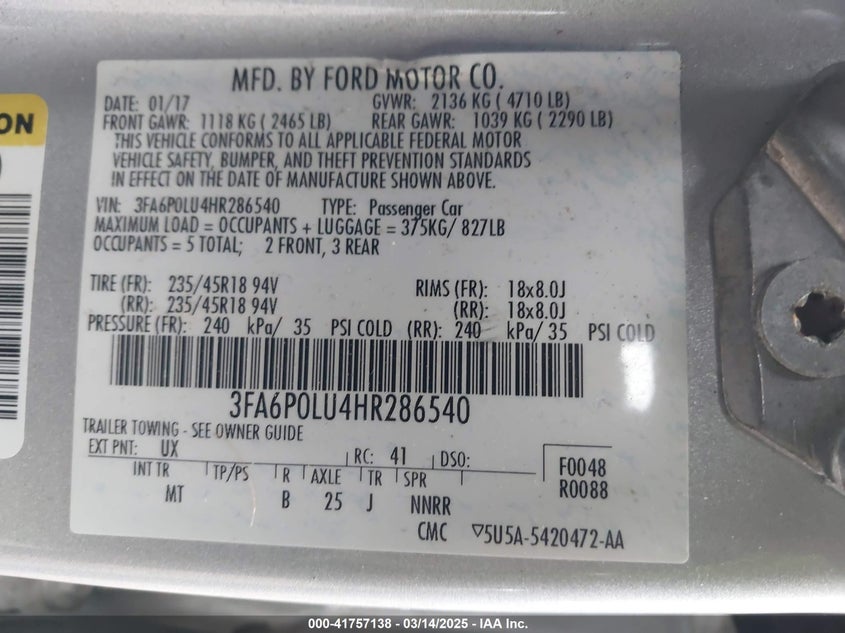 MFD. BY FORD MOTOR CO.
DATE: 01/17 GVWR: 2136 KG ( 4710 LB)
FRONT GAWR: 1118 KG ( 2465 LB) REAR GAWR: 1039 KG ( 2290 LB)
THIS VEHICLE CONFORMS TO ALL APPLICABLE FEDERAL MOTOR
VEHICLE SAFETY, BUMPER, AND THEFT PREVENTION STANDARDS
IN EFFECT ON THE DATE OF MANUFACTURE SHOWN ABOVE.
VIN: 3FA6P0LU4HR286540 TYPE: Passenger Car
MAXIMUM LOAD = OCCUPANTS + LUGGAGE = 375KG/ 827LB
OCCUPANTS = 5 TOTAL; 2 FRONT, 3 REAR
TIRE (FR): 235/45R18 94V RIMS (FR): 18x8.0J
(RR): 235/45R18 94V (RR): 18x8.0J
PRESSURE (FR): 240 kPa/ 35 PSI COLD (RR): 240 kPa/ 35 PSI COLD
3FA6P0LU4HR286540
TRAILER TOWING - SEE OWNER GUIDE
EXT PNT: UX RC: 41 DSO:
INT TR TP/PS R AXLE TR SPR
MT B 25 J NNRR
F0048
R0088
CMC ▽5U5A-5420472-AA
ON
000-41757138 - 03/14/2025 - IAA Inc.